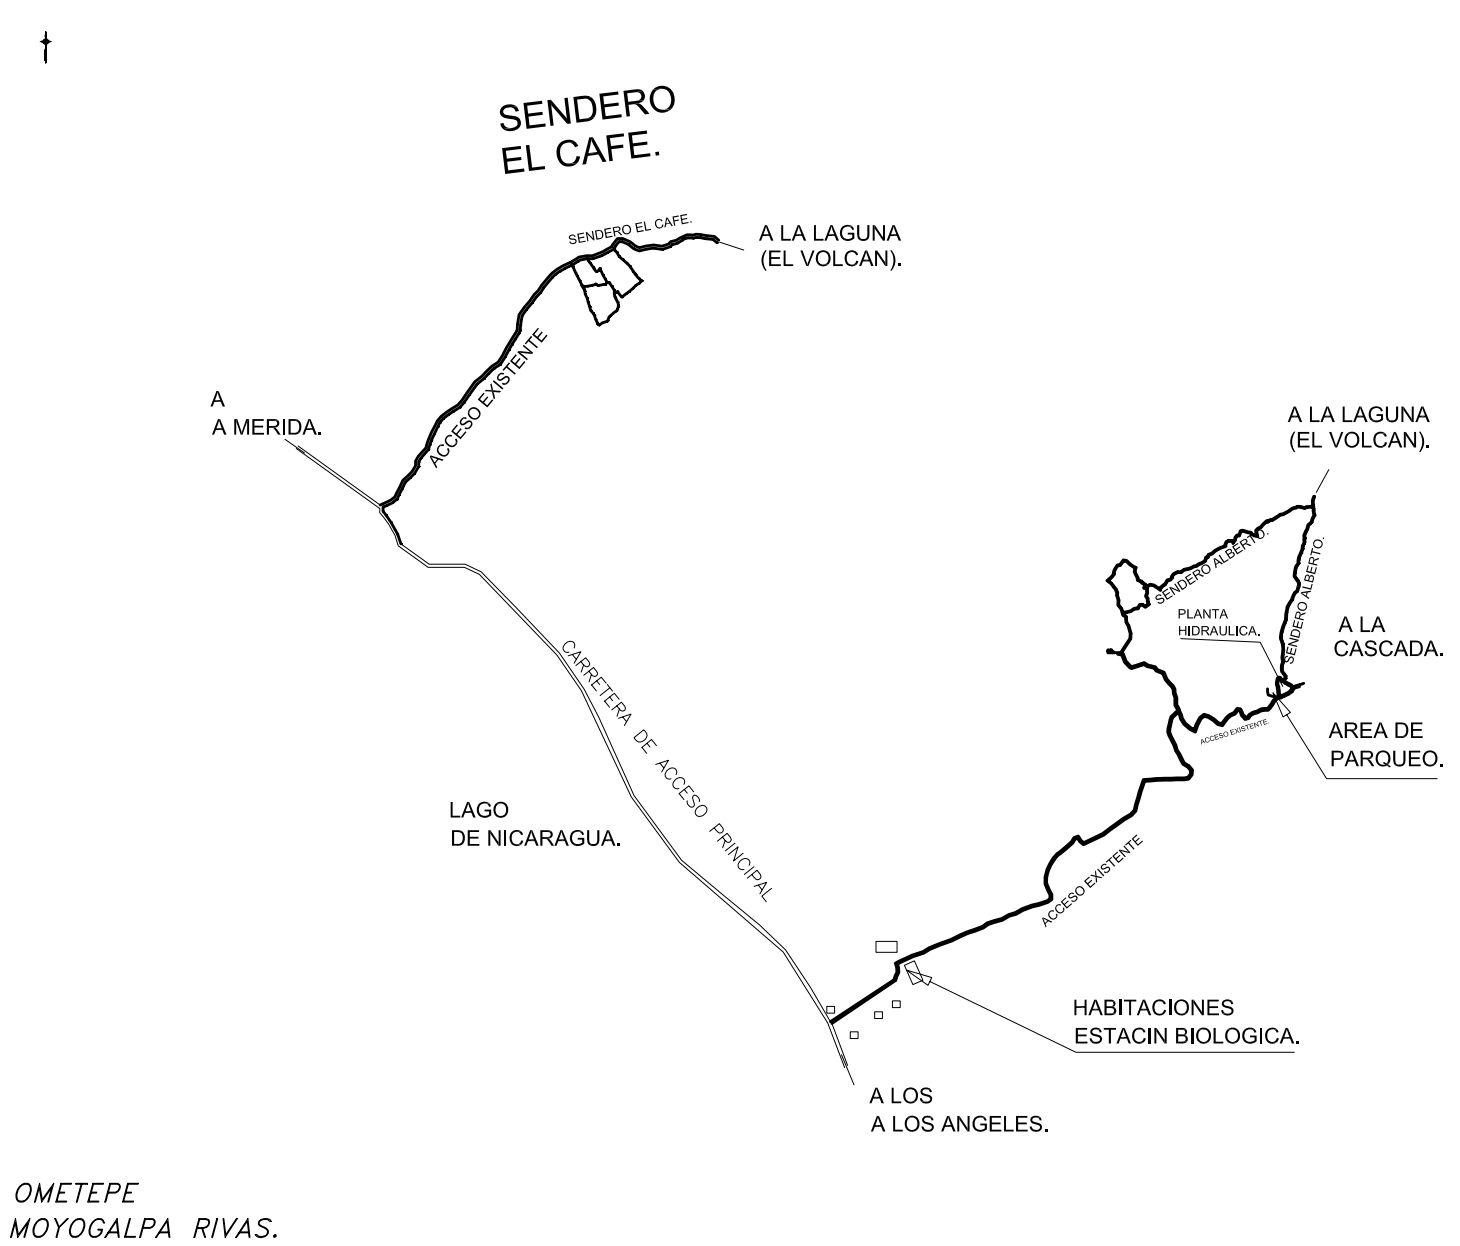 SENDERO
EL CAFE.
SENDERO EL CAFE.
A LA LAGUNA
(EL VOLCAN).
ACCESO EXISTENTE
A
A MERIDA.
A LA LAGUNA
(EL VOLCAN).
SENDERO ALBERTO.
SENDERO ALBERTO.
PLANTA
HIDRAULICA.
A LA
CASCADA.
CARRETERA DE ACCESO PRINCIPAL
ACCESO EXISTENTE.
AREA DE
PARQUEO.
LAGO
DE NICARAGUA.
ACCESO EXISTENTE
HABITACIONES
ESTACIN BIOLOGICA.
A LOS
A LOS ANGELES.
OMETEPE
MOYOGALPA RIVAS.